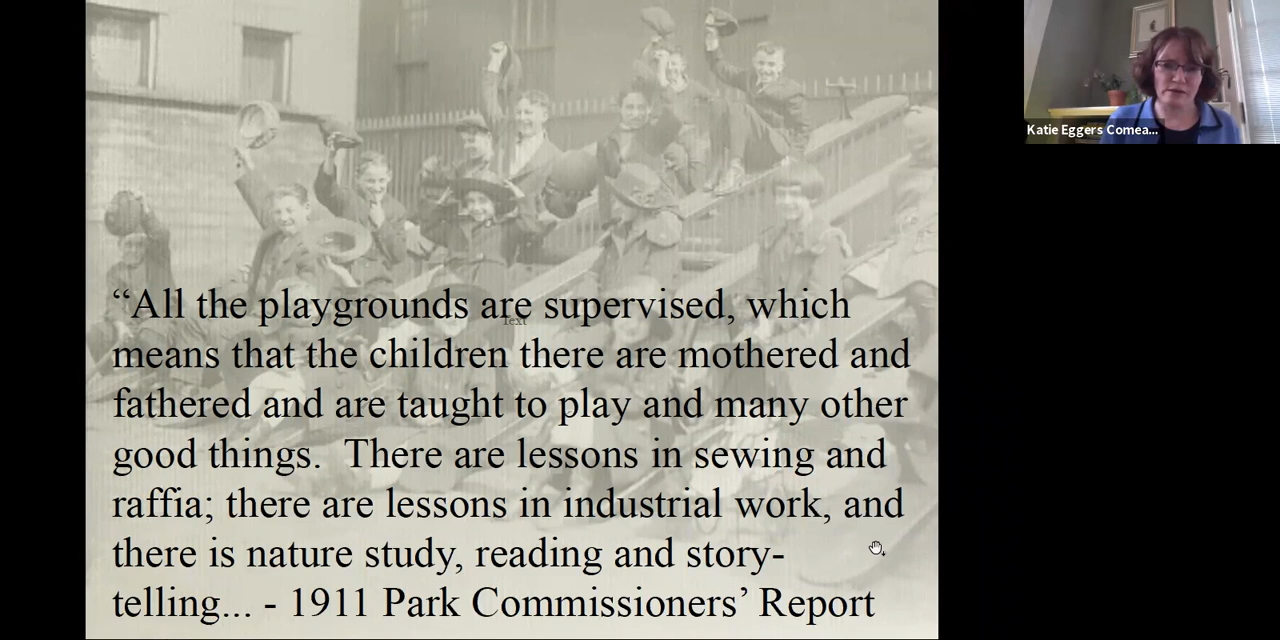 Katie Eggers Comea...
“All the playgrounds are supervised, which
Text
means that the children there are mothered and
fathered and are taught to play and many other
good things.  There are lessons in sewing and
raffia; there are lessons in industrial work, and
there is nature study, reading and story-
telling... - 1911 Park Commissioners’ Report